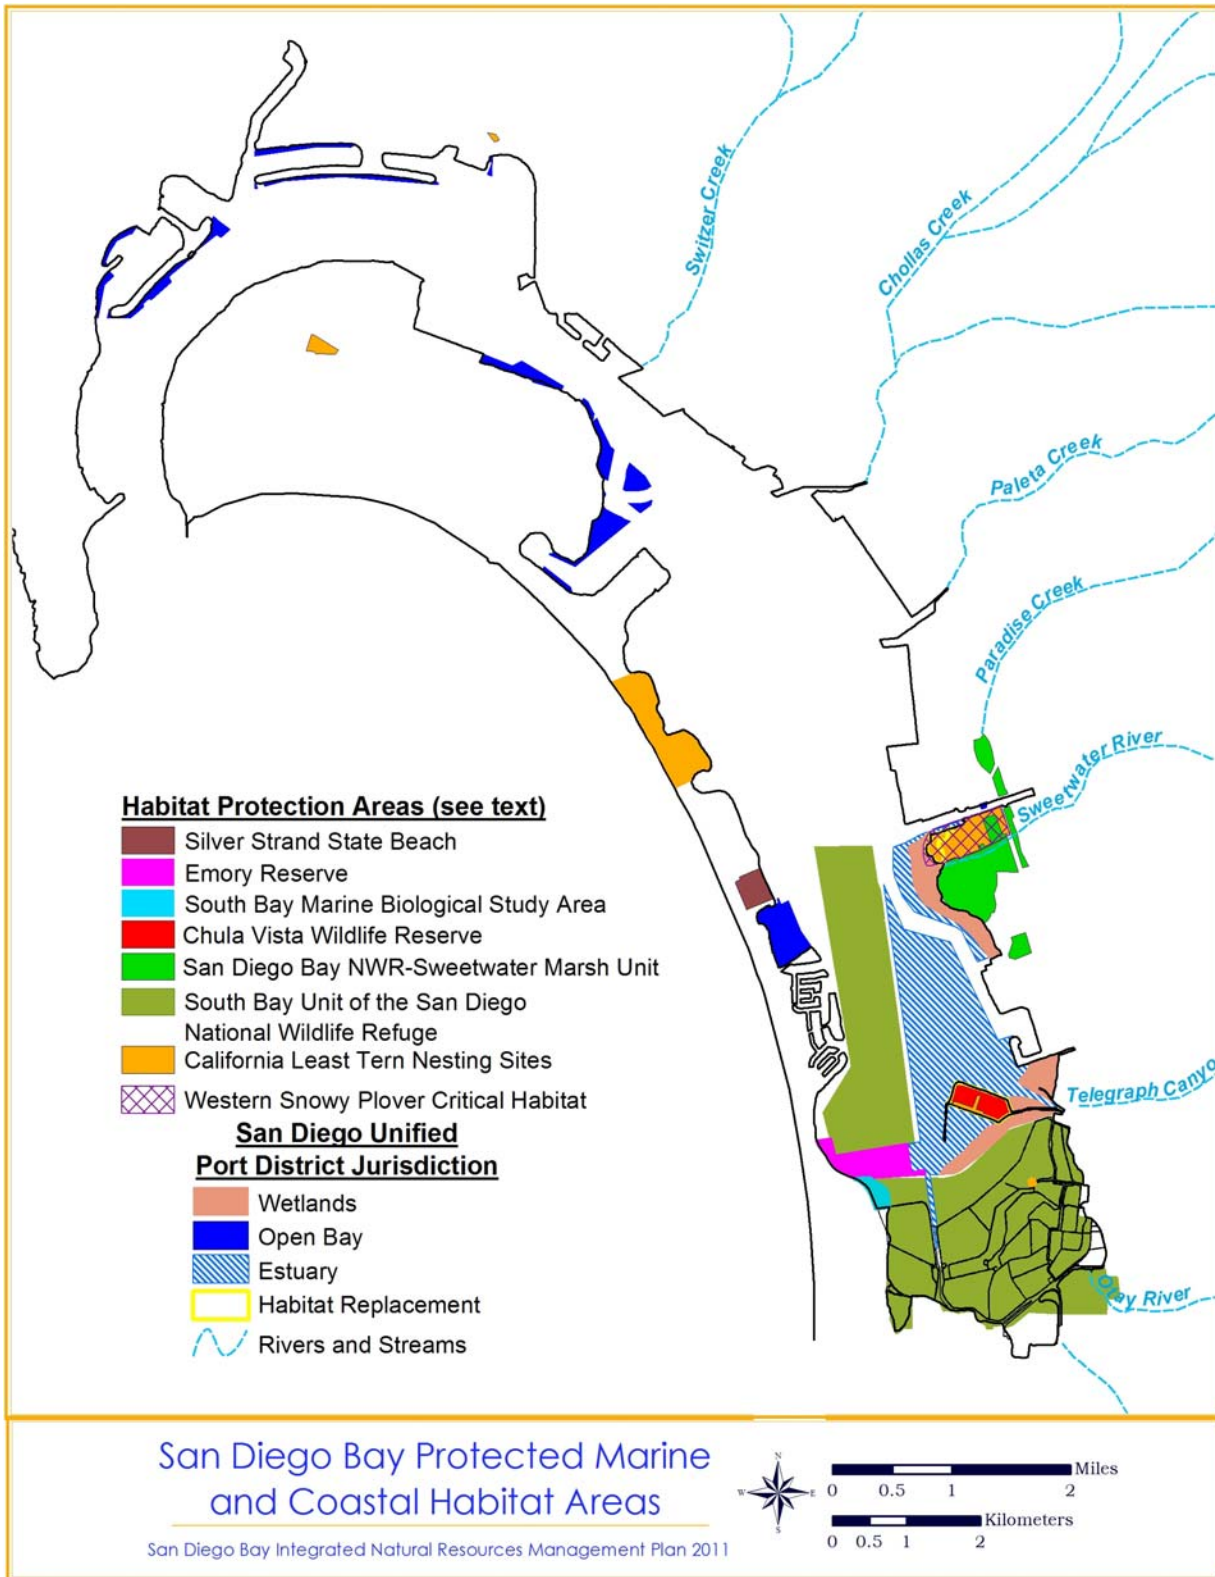 Switzer Creek
Chollas Creek
Paleta Creek
Paradise Creek
Sweetwater River
Habitat Protection Areas (see text)
Silver Strand State Beach
Emory Reserve
South Bay Marine Biological Study Area
Chula Vista Wildlife Reserve
San Diego Bay NWR-Sweetwater Marsh Unit
South Bay Unit of the San Diego
National Wildlife Refuge
California Least Tern Nesting Sites
Western Snowy Plover Critical Habitat
Telegraph Canyo
San Diego Unified
Port District Jurisdiction
Wetlands
Open Bay
Estuary
Habitat Replacement
Rivers and Streams
Otay River
San Diego Bay Protected Marine
and Coastal Habitat Areas
San Diego Bay Integrated Natural Resources Management Plan 2011
N
W E
S
Miles
0 0.5 1 2
Kilometers
0 0.5 1 2